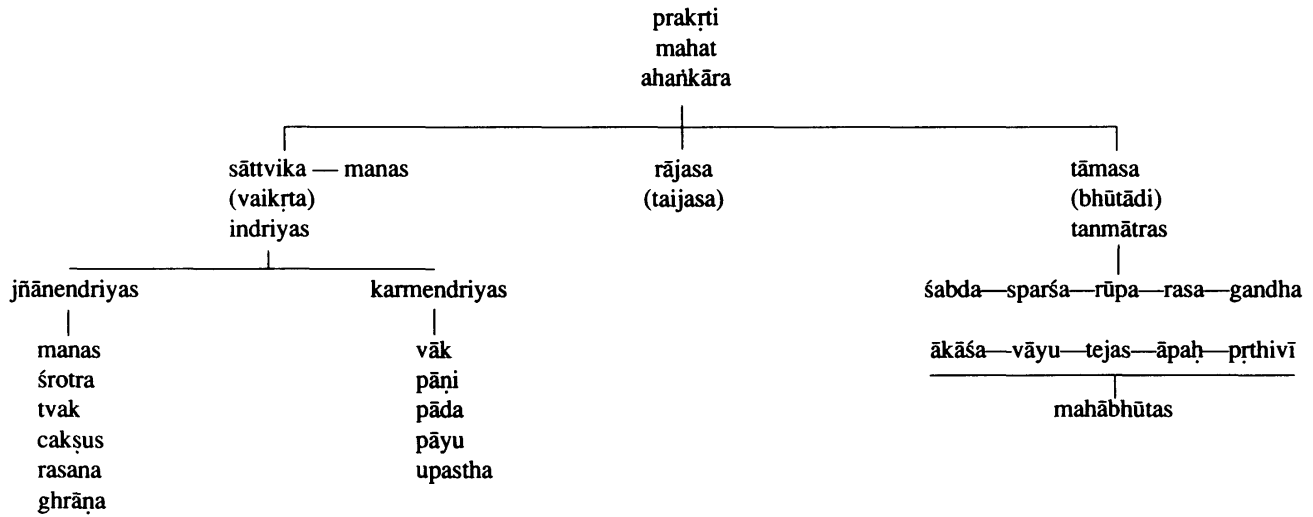 prakṛti
mahat
ahaṅkāra
sāttvika — manas
(vaikṛta)
indriyas
rājasa
(taijasa)
tāmasa
(bhūtādi)
tanmātras
jñānendriyas
karmendriyas
śabda—sparśa—rūpa—rasa—gandha
manas
śrotra
tvak
cakṣus
rasana
ghrāṇa
vāk
pāṇi
pāda
pāyu
upastha
ākāśa—vāyu—tejas—āpaḥ—pṛthivī
mahābhūtas